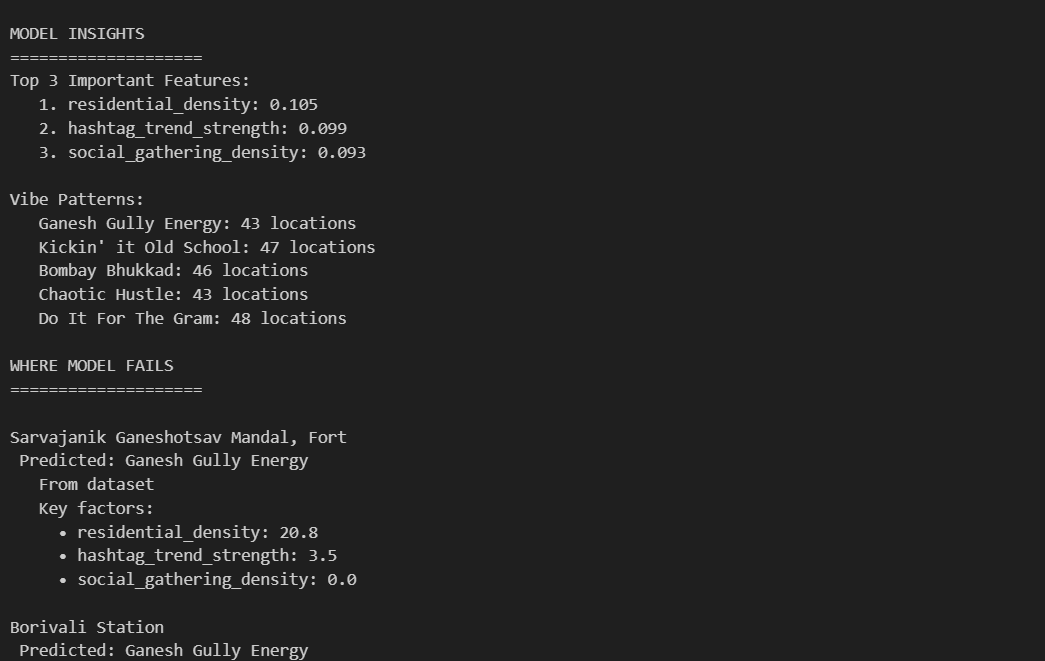 MODEL INSIGHTS
====================
Top 3 Important Features:
1. residential_density: 0.105
2. hashtag_trend_strength: 0.099
3. social_gathering_density: 0.093
Vibe Patterns:
Ganesh Gully Energy: 43 locations
Kickin' it Old School: 47 locations
Bombay Bhukkad: 46 locations
Chaotic Hustle: 43 locations
Do It For The Gram: 48 locations
WHERE MODEL FAILS
====================
Sarvajanik Ganeshotsav Mandal, Fort
Predicted: Ganesh Gully Energy
From dataset
Key factors:
• residential_density: 20.8
• hashtag_trend_strength: 3.5
• social_gathering_density: 0.0
Borivali Station
Predicted: Ganesh Gully Energy